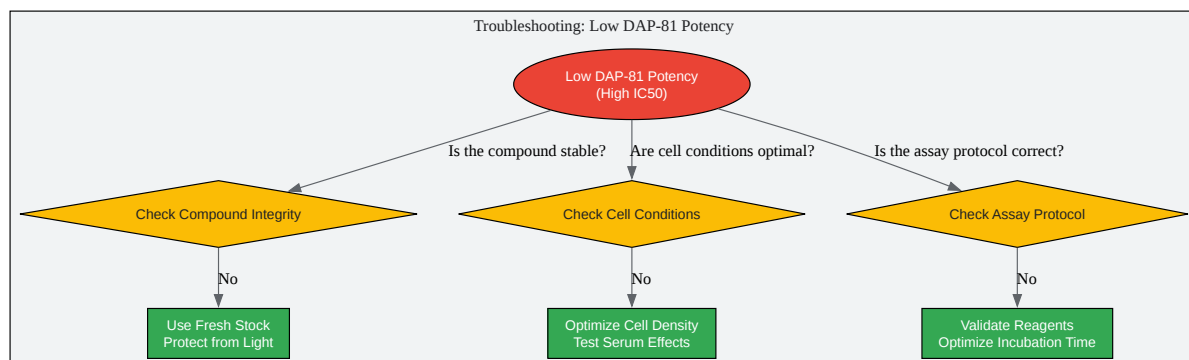 Troubleshooting: Low DAP-81 Potency
Low DAP-81 Potency
(High IC50)
Is the compound stable?
Are cell conditions optimal?
Is the assay protocol correct?
Check Compound Integrity
Check Cell Conditions
Check Assay Protocol
No
No
No
Use Fresh Stock
Protect from Light
Optimize Cell Density
Test Serum Effects
Validate Reagents
Optimize Incubation Time